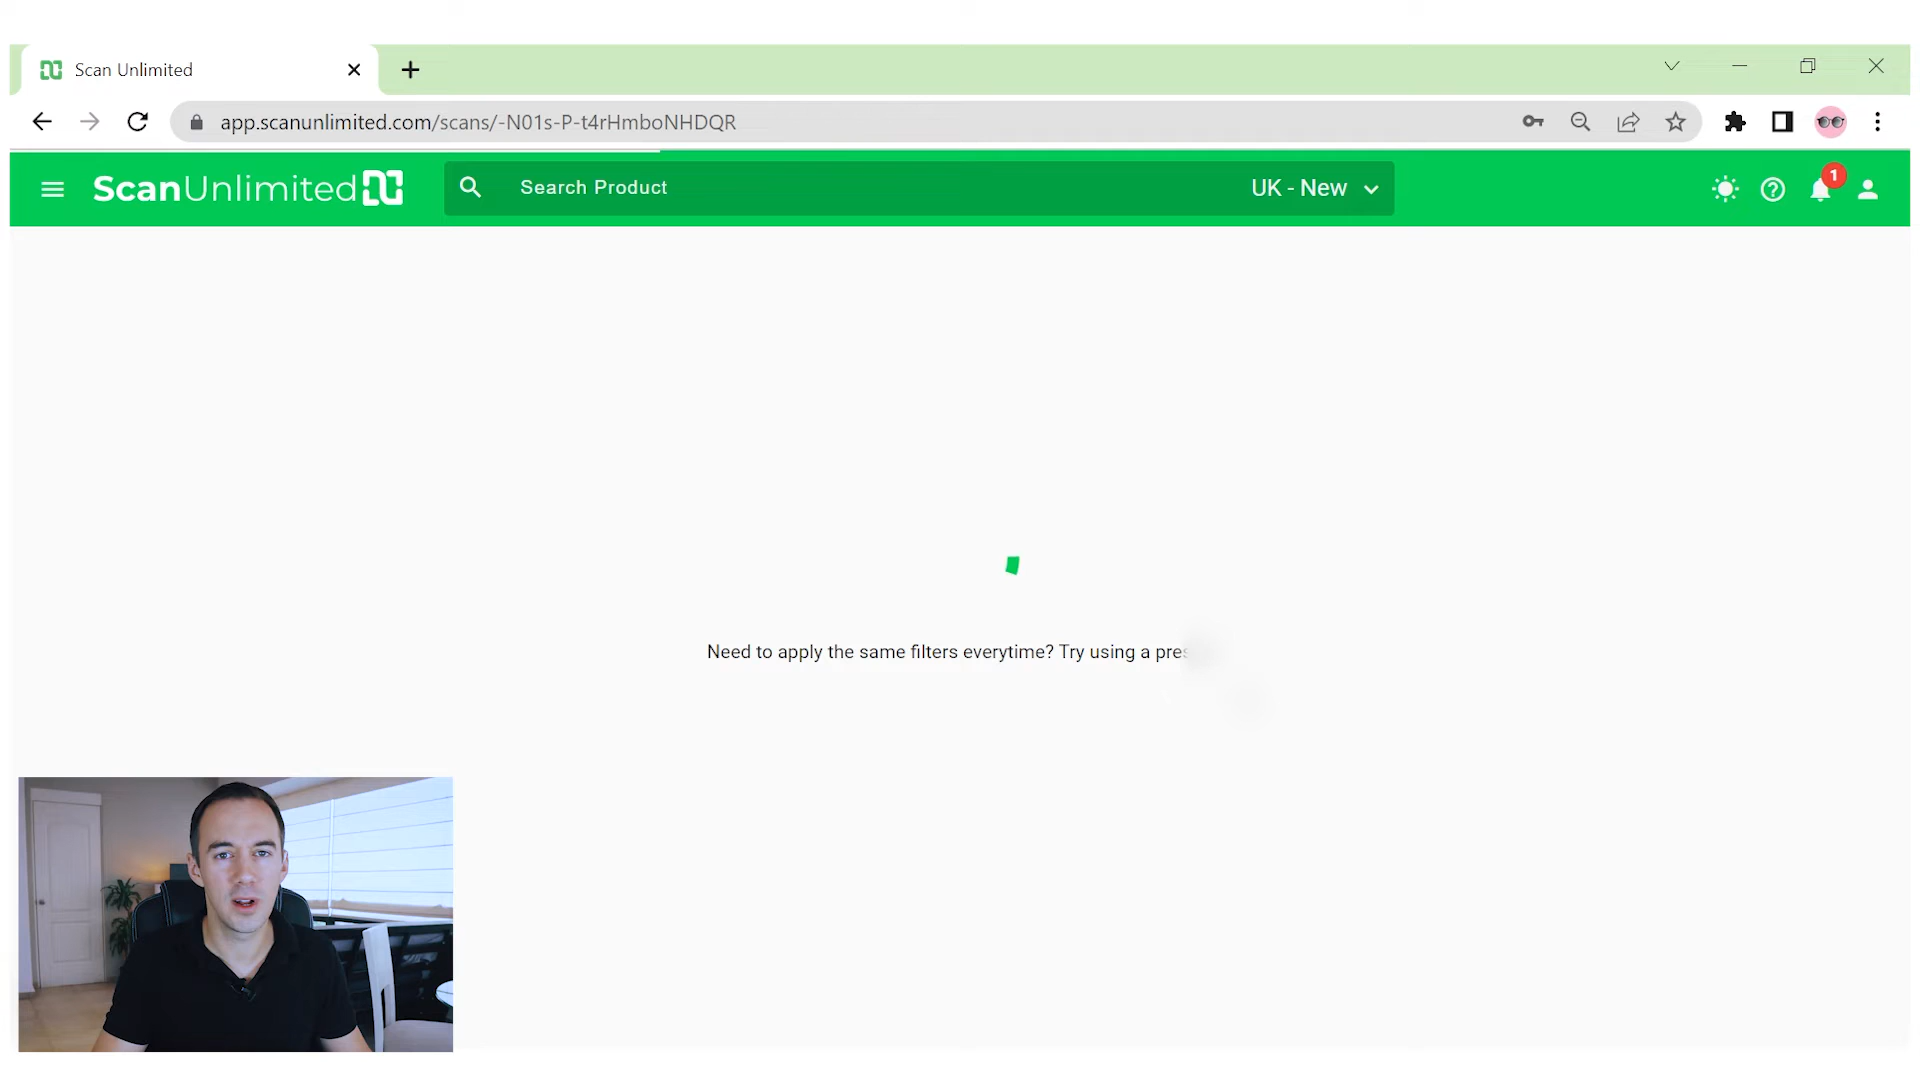 Scan Unlimited
app.scanunlimited.com/scans/-N01s-P-t4rHmboNHDQR
ScanUnlimited
Search Product
UK - New
1
Need to apply the same filters everytime? Try using a